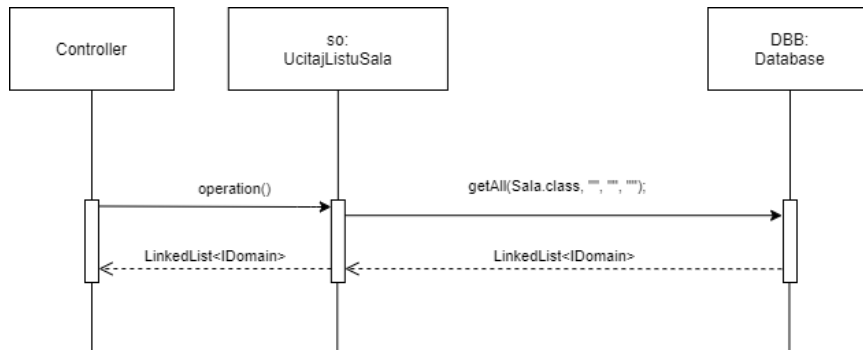 Controller
so:
UcitajListuSala
DBB:
Database
operation()
getAll(Sala.class, "", "", "");
LinkedList<IDomain>
LinkedList<IDomain>